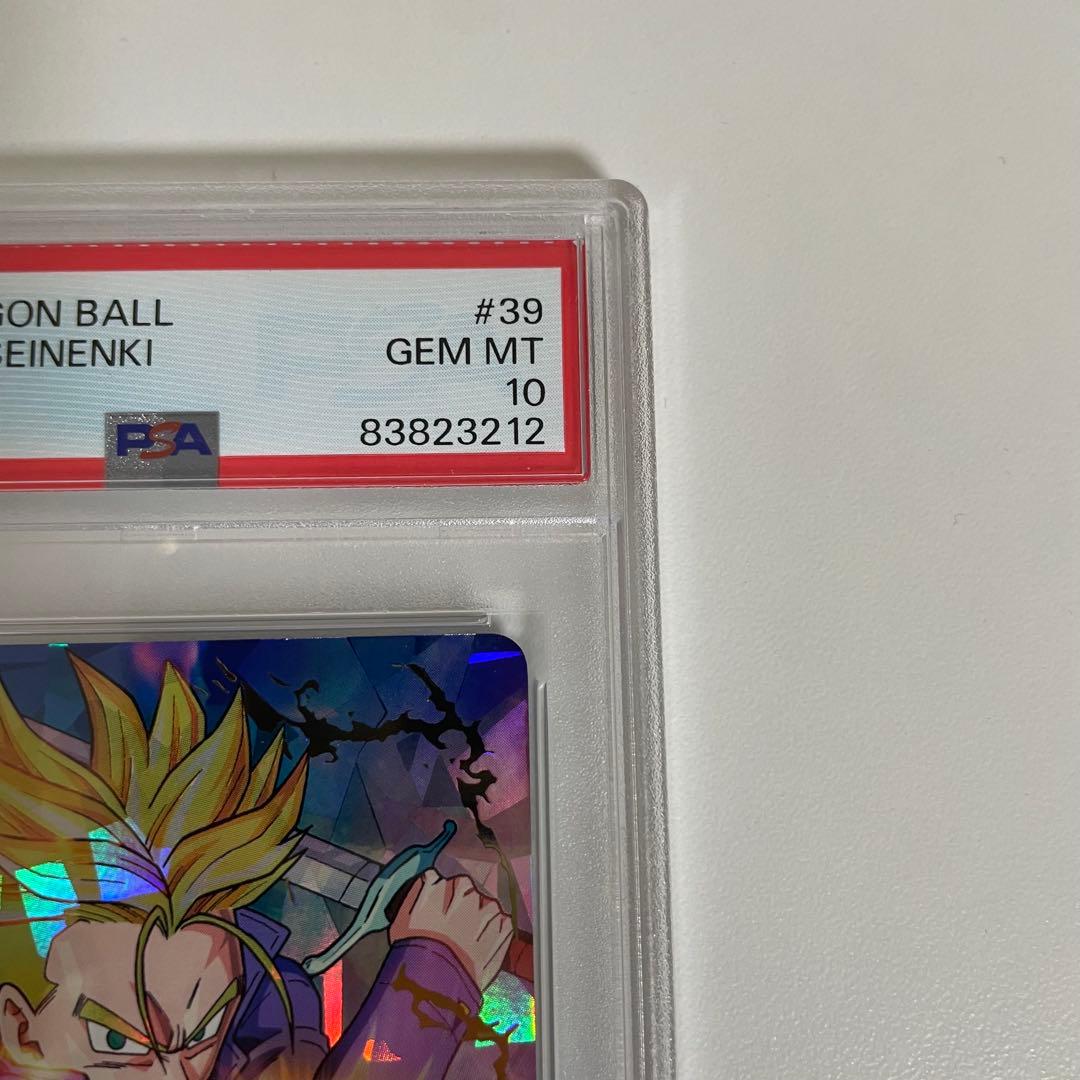 GON BALL #39
SEINENKI GEM MT
10
PSA 83823212